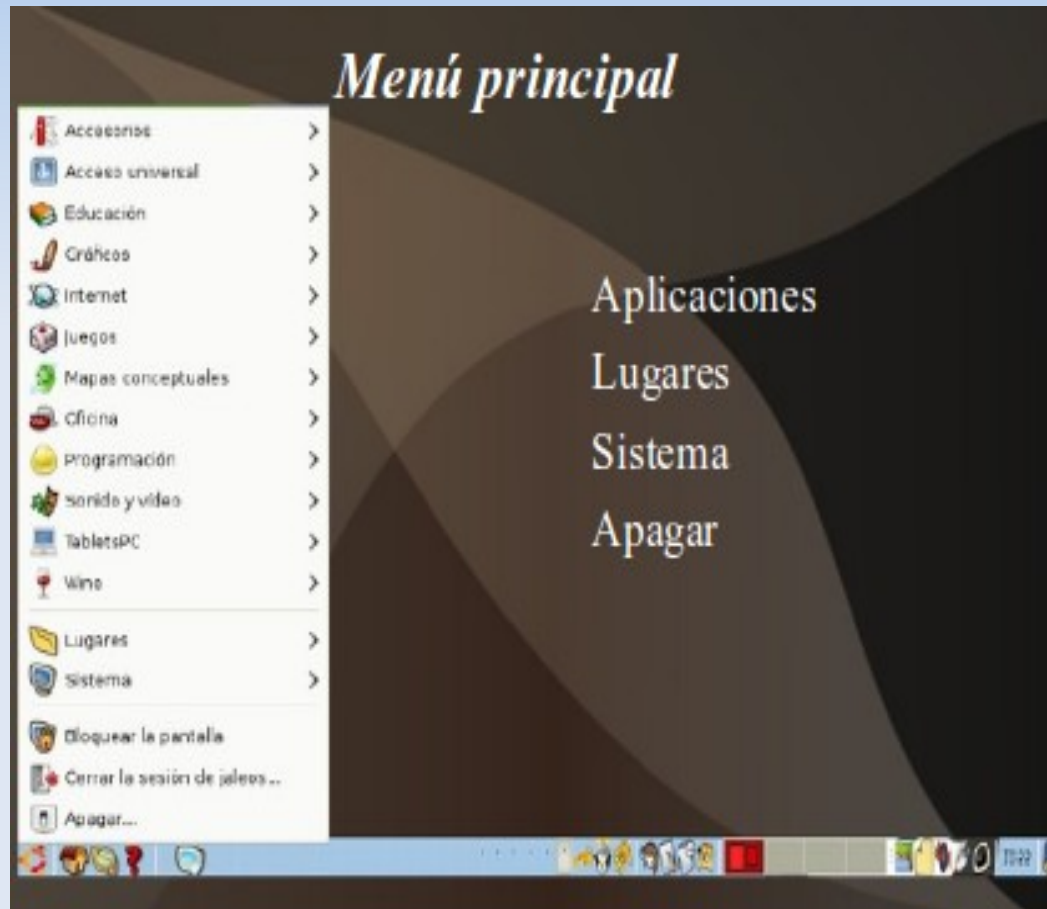 Menú principal
Accesorios
Acceso universal
Educación
Gráficos
Internet
Juegos
Mapas conceptuales
Oficina
Programación
Sonido y vídeo
TabletsPC
Wine
Lugares
Sistema
Bloquear la pantalla
Cerrar la sesión de jaleos...
Apagar...
Aplicaciones
Lugares
Sistema
Apagar